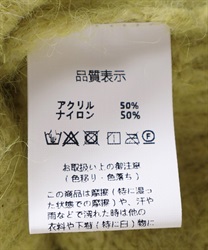 品質表示
アクリル 50%
ナイロン 50%
お取扱い上の御注意
(色移り・色落ち)
この商品は摩擦(特に湿っ
た状態での摩擦)や、汗や
雨などで濡れた時は他の
衣料や下着(特に白)物に